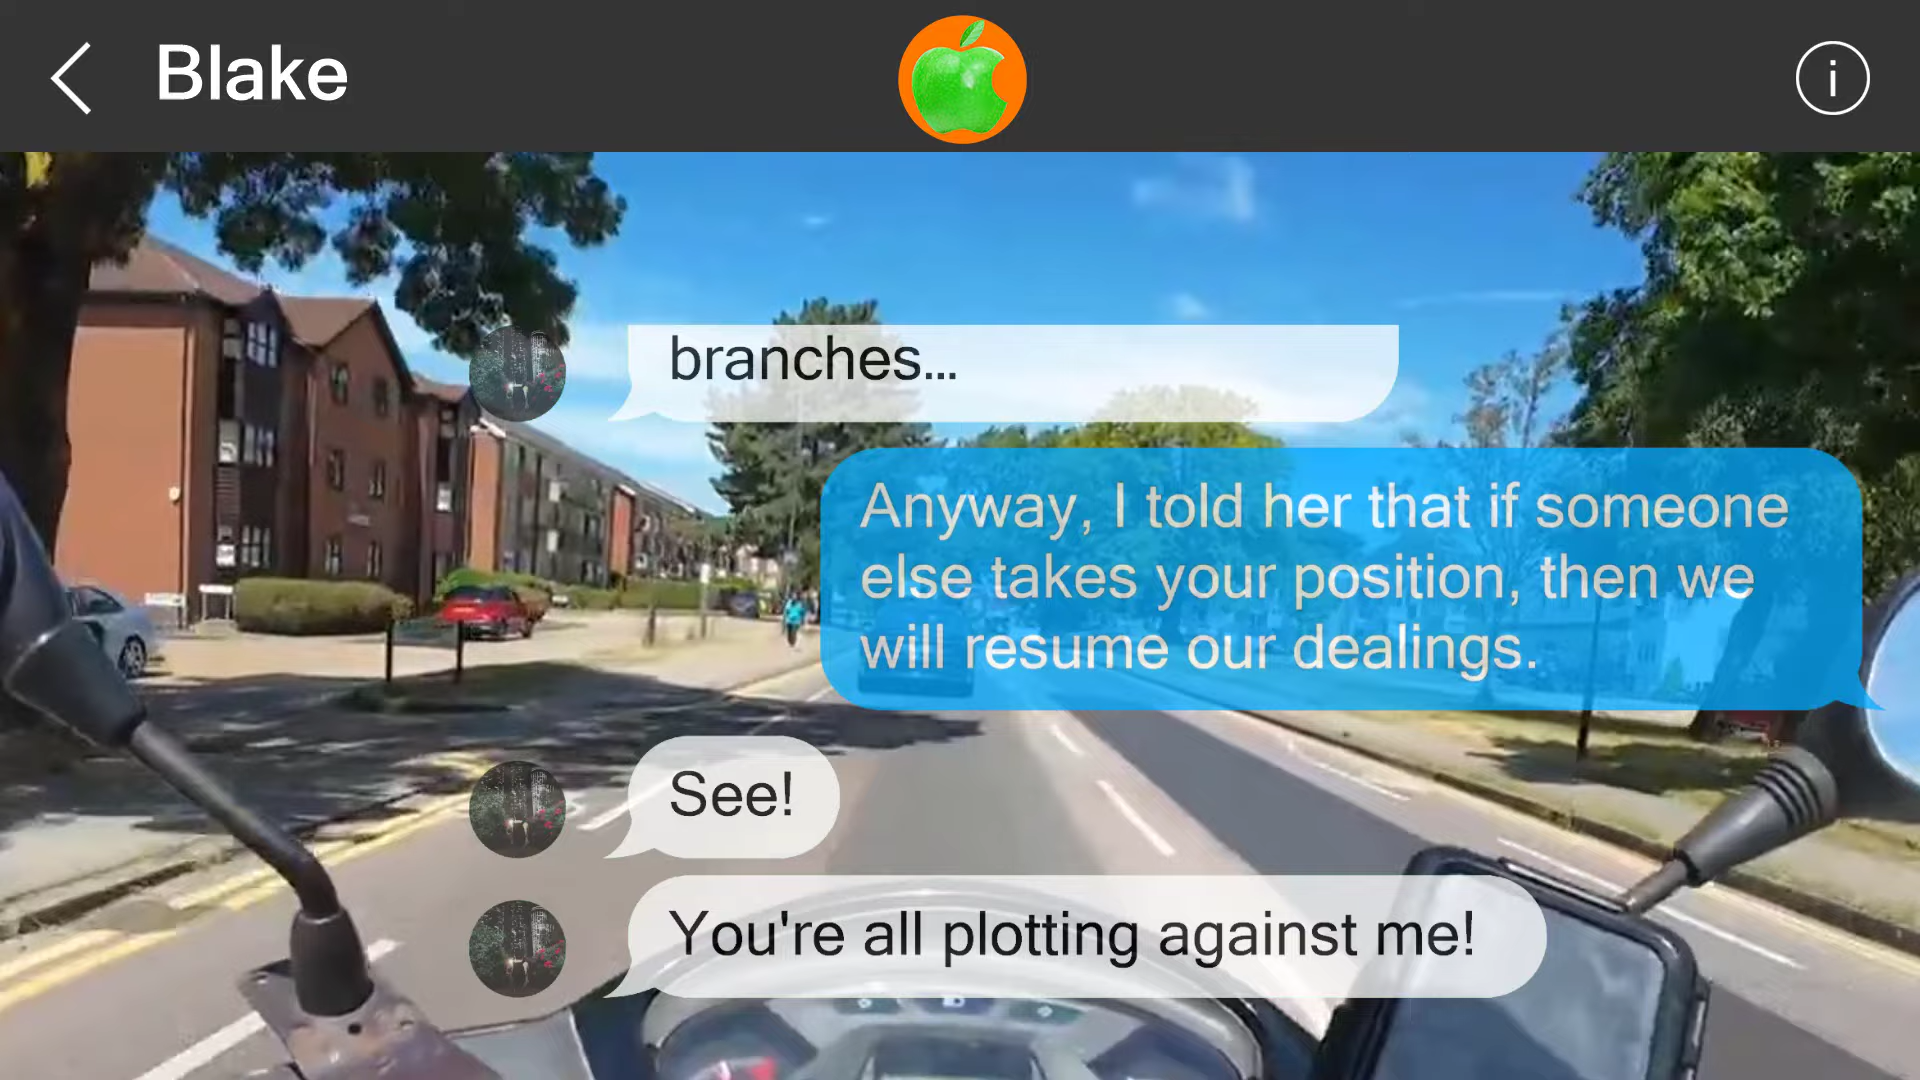 Blake
i
branches...
Anyway, I told her that if someone
else takes your position, then we
will resume our dealings.
See!
You're all plotting against me!